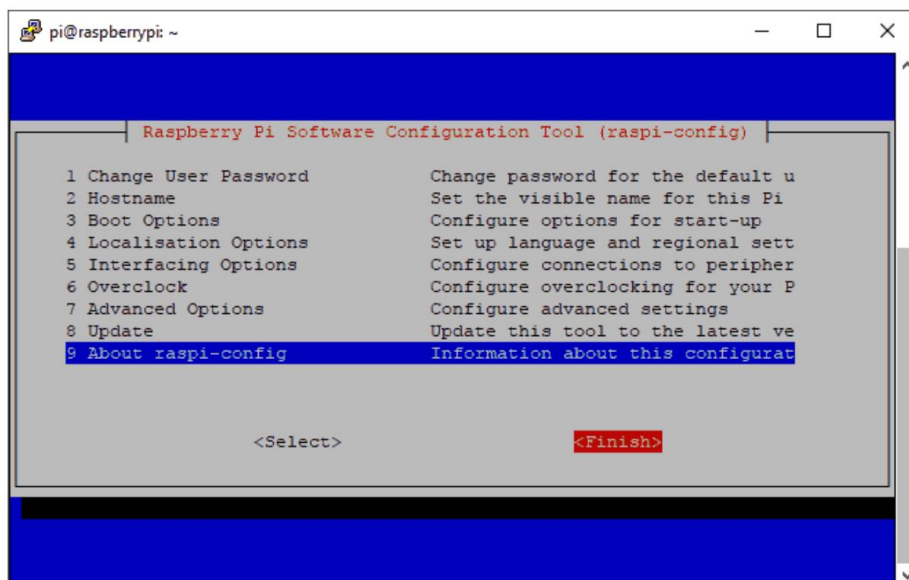 pi@raspberrypi: ~
Raspberry Pi Software Configuration Tool (raspi-config)
1 Change User Password Change password for the default u
2 Hostname Set the visible name for this Pi
3 Boot Options Configure options for start-up
4 Localisation Options Set up language and regional sett
5 Interfacing Options Configure connections to peripher
6 Overclock Configure overclocking for your P
7 Advanced Options Configure advanced settings
8 Update Update this tool to the latest ve
9 About raspi-config Information about this configurat
<Select> <Finish>